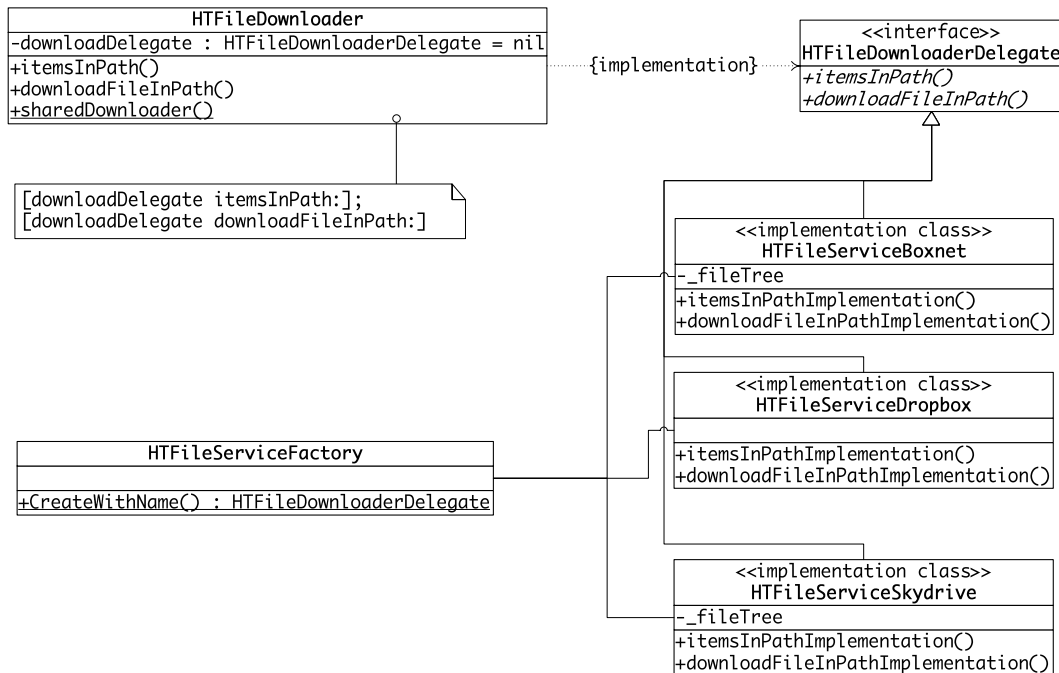 HTFileDownloader
-downloadDelegate : HTFileDownloaderDelegate = nil
+itemsInPath()
+downloadFileInPath()
+sharedDownloader()
{implementation}
<<interface>>
HTFileDownloaderDelegate
+itemsInPath()
+downloadFileInPath()
[downloadDelegate itemsInPath:];
[downloadDelegate downloadFileInPath:]
<<implementation class>>
HTFileServiceBoxnet
-_fileTree
+itemsInPathImplementation()
+downloadFileInPathImplementation()
<<implementation class>>
HTFileServiceDropbox
+itemsInPathImplementation()
+downloadFileInPathImplementation()
HTFileServiceFactory
+CreateWithName() : HTFileDownloaderDelegate
<<implementation class>>
HTFileServiceSkydrive
-_fileTree
+itemsInPathImplementation()
+downloadFileInPathImplementation()